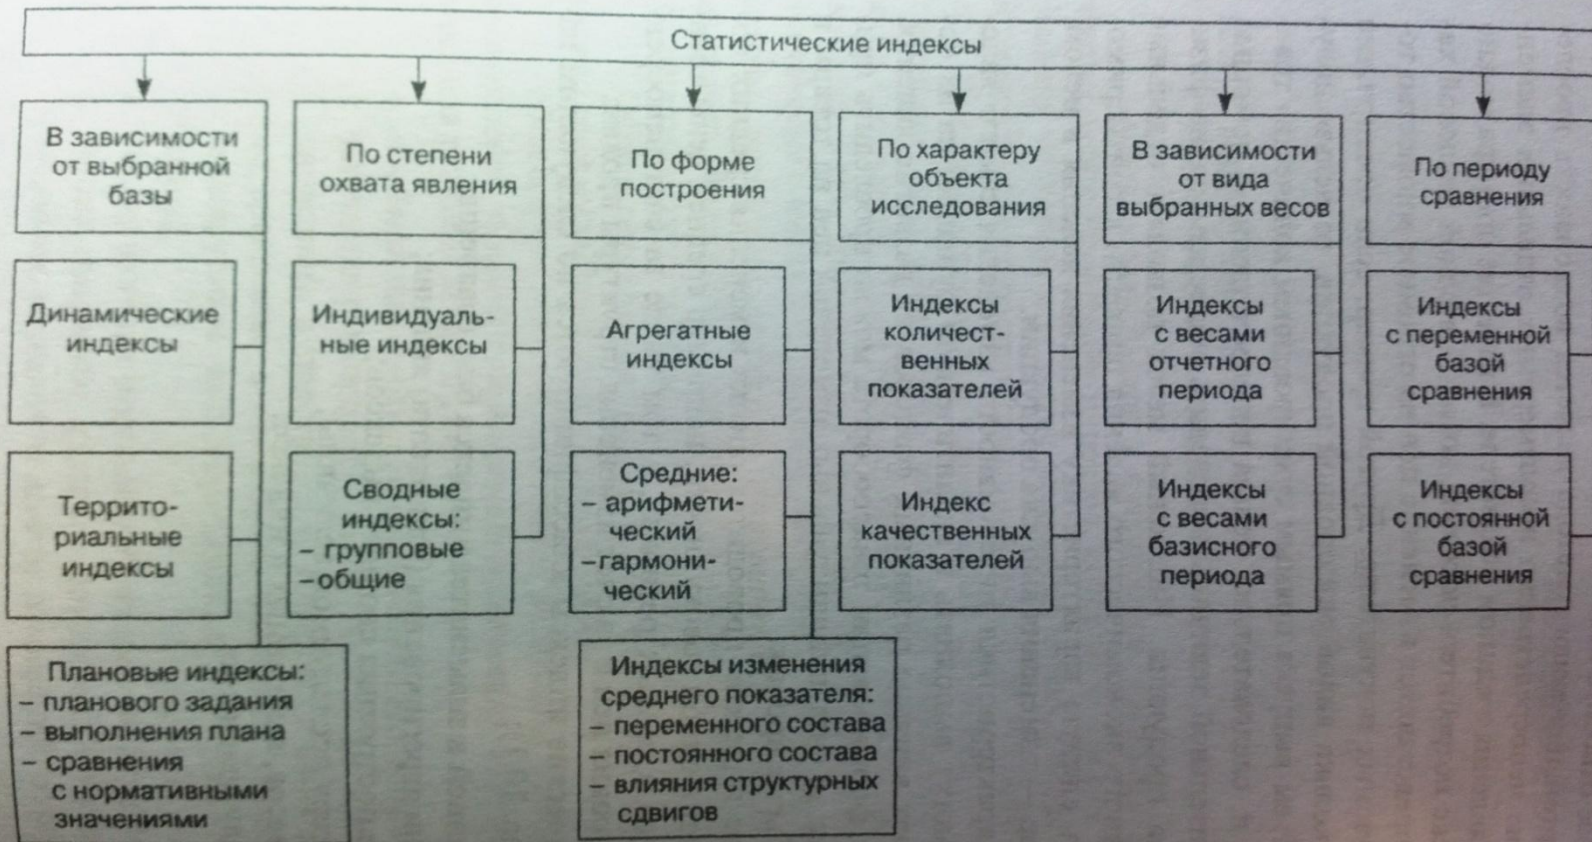 Статистические индексы
В зависимости
от выбранной
базы
По степени
охвата явления
По форме
построения
По характеру
объекта
исследования
В зависимости
от вида
выбранных весов
По периоду
сравнения
Динамические
индексы
Индивидуаль-
ные индексы
Агрегатные
индексы
Индексы
количест-
венных
показателей
Индексы
с весами
отчетного
периода
Индексы
с переменной
базой
сравнения
Террито-
риальные
индексы
Сводные
индексы:
– групповые
– общие
Средние:
– арифмети-
ческий
– гармони-
ческий
Индекс
качественных
показателей
Индексы
с весами
базисного
периода
Индексы
с постоянной
базой
сравнения
Плановые индексы:
– планового задания
– выполнения плана
– сравнения
с нормативными
значениями
Индексы изменения
среднего показателя:
– переменного состава
– постоянного состава
– влияния структурных
сдвигов